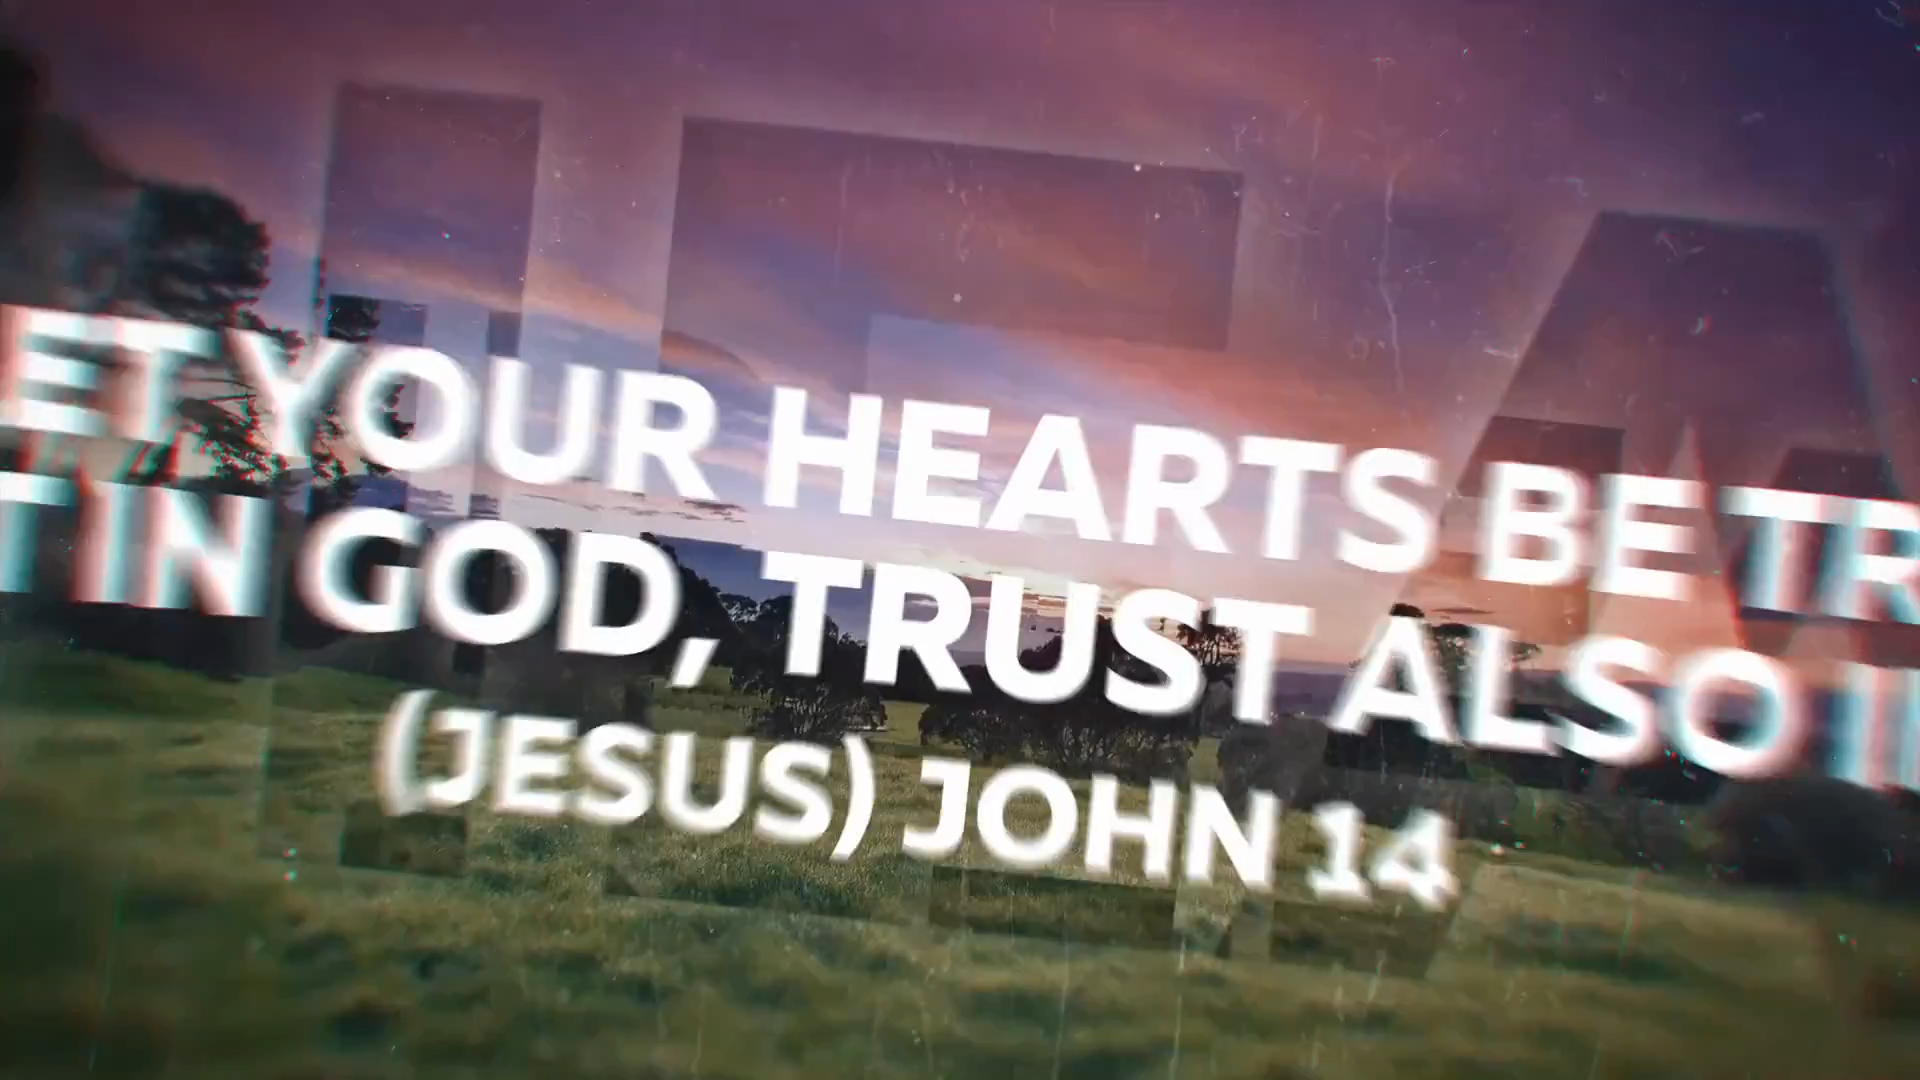 ET YOUR HEARTS BE TR
T IN GOD, TRUST ALSO I
(JESUS) JOHN 14